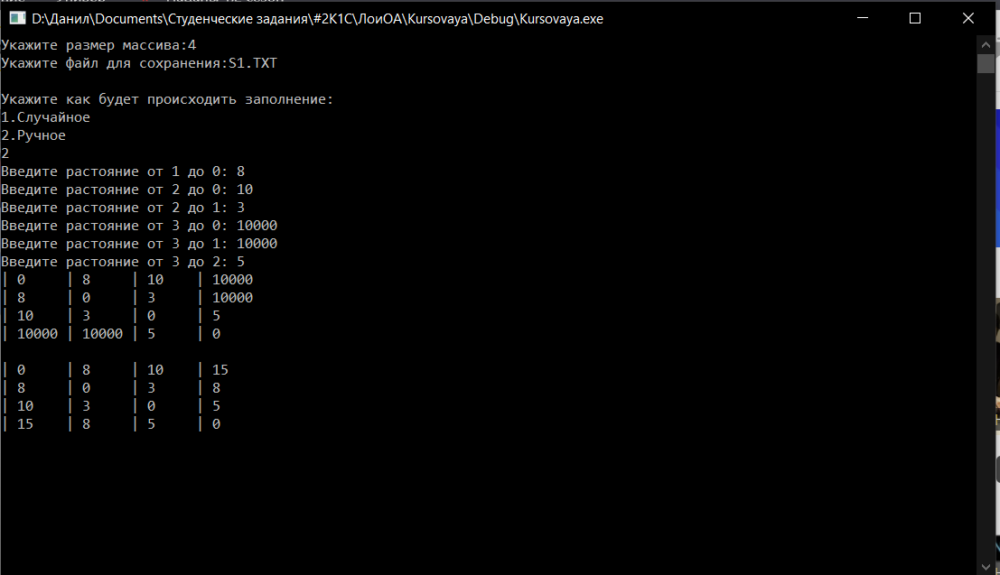 D:\Данил\Documents\Студенческие задания\#2K1C\ЛоиОА\Kursovaya\Debug\Kursovaya.exe
Укажите размер массива:4
Укажите файл для сохранения:S1.TXT
Укажите как будет происходить заполнение:
1.Случайное
2.Ручное
2
Введите растояние от 1 до 0: 8
Введите растояние от 2 до 0: 10
Введите растояние от 2 до 1: 3
Введите растояние от 3 до 0: 10000
Введите растояние от 3 до 1: 10000
Введите растояние от 3 до 2: 5
| 0     | 8     | 10    | 10000
| 8     | 0     | 3     | 10000
| 10    | 3     | 0     | 5
| 10000 | 10000 | 5     | 0
| 0     | 8     | 10    | 15
| 8     | 0     | 3     | 8
| 10    | 3     | 0     | 5
| 15    | 8     | 5     | 0